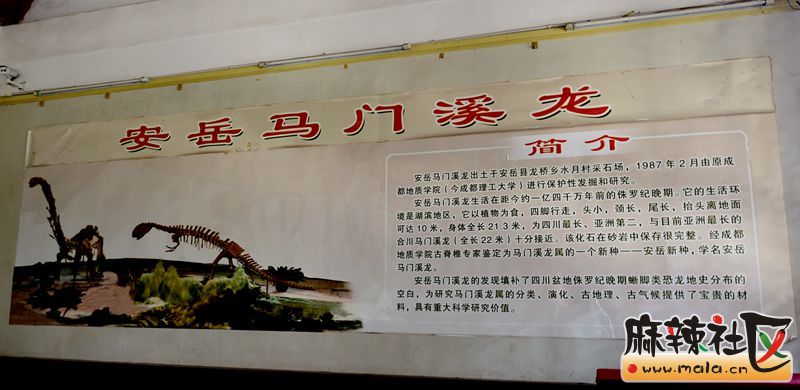 安岳马门溪龙
简介
安岳马门溪龙出土于安岳县龙桥乡水月村采石场，1987年2月由原成
都地质学院（今成都理工大学）进行保护性发掘和研究。
安岳马门溪龙生活在距今约一亿四千万年前的侏罗纪晚期。它的生活环
境是湖滨地区，它以植物为食，四脚行走，头小，颈长，尾长，抬头离地面
可达10米，身体全长21.3米，为四川最长、亚洲第二，与目前亚洲最长的
合川马门溪龙（全长22米）十分接近。该化石在砂岩中保存很完整。经成都
地质学院古脊椎专家鉴定为马门溪龙属的一个新种——安岳新种，学名安岳
马门溪龙。
安岳马门溪龙的发现填补了四川盆地侏罗纪晚期蜥脚类恐龙地史分布的
空白，为研究马门溪龙属的分类、演化、古地理、古气候提供了宝贵的材
料，具有重大科学研究价值。
麻辣社区
www.mala.cn